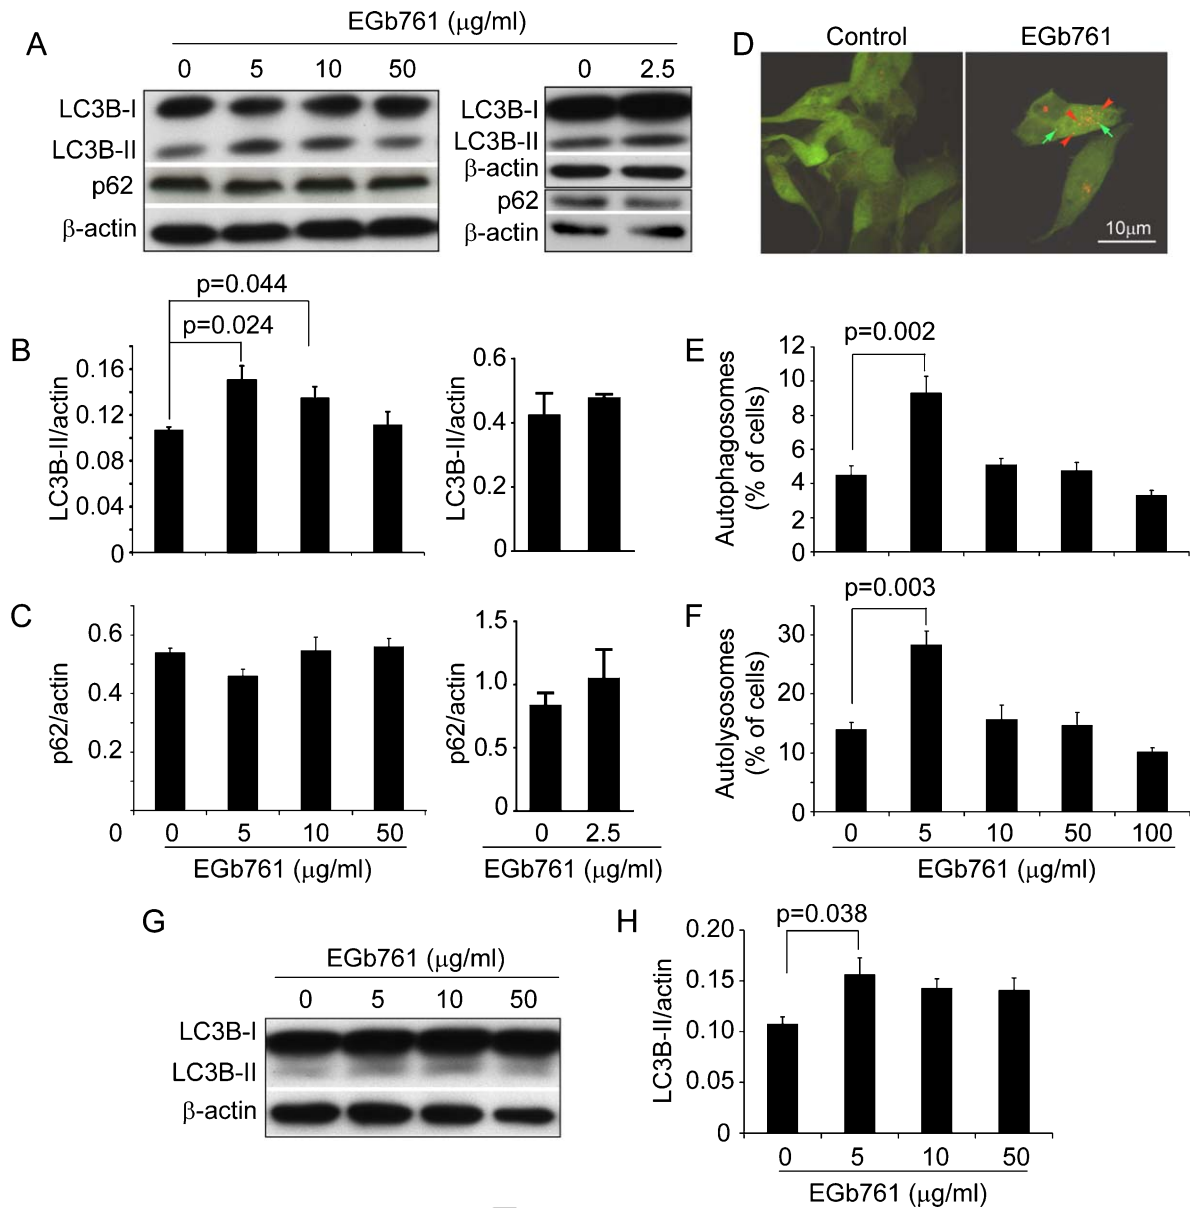 A
EGb761 (μg/ml)
0 5 10 50
0 2.5
LC3B-I
LC3B-II
p62
β-actin
LC3B-I
LC3B-II
β-actin
p62
β-actin
D
Control EGb761
10μm
B
p=0.044
p=0.024
LC3B-II/actin
0.16
0.12
0.08
0.04
0
LC3B-II/actin
0.6
0.4
0.2
0
E
p=0.002
Autophagosomes
(% of cells)
12
10
8
6
4
2
0
C
p62/actin
0.6
0.4
0.2
0
0 5 10 50
EGb761 (μg/ml)
p62/actin
1.5
1.0
0.5
0
0 2.5
EGb761 (μg/ml)
F
p=0.003
Autolysosomes
(% of cells)
30
20
10
0
0 5 10 50 100
EGb761 (μg/ml)
G
EGb761 (μg/ml)
0 5 10 50
LC3B-I
LC3B-II
β-actin
H
p=0.038
LC3B-II/actin
0.20
0.15
0.10
0.05
0
0 5 10 50
EGb761 (μg/ml)